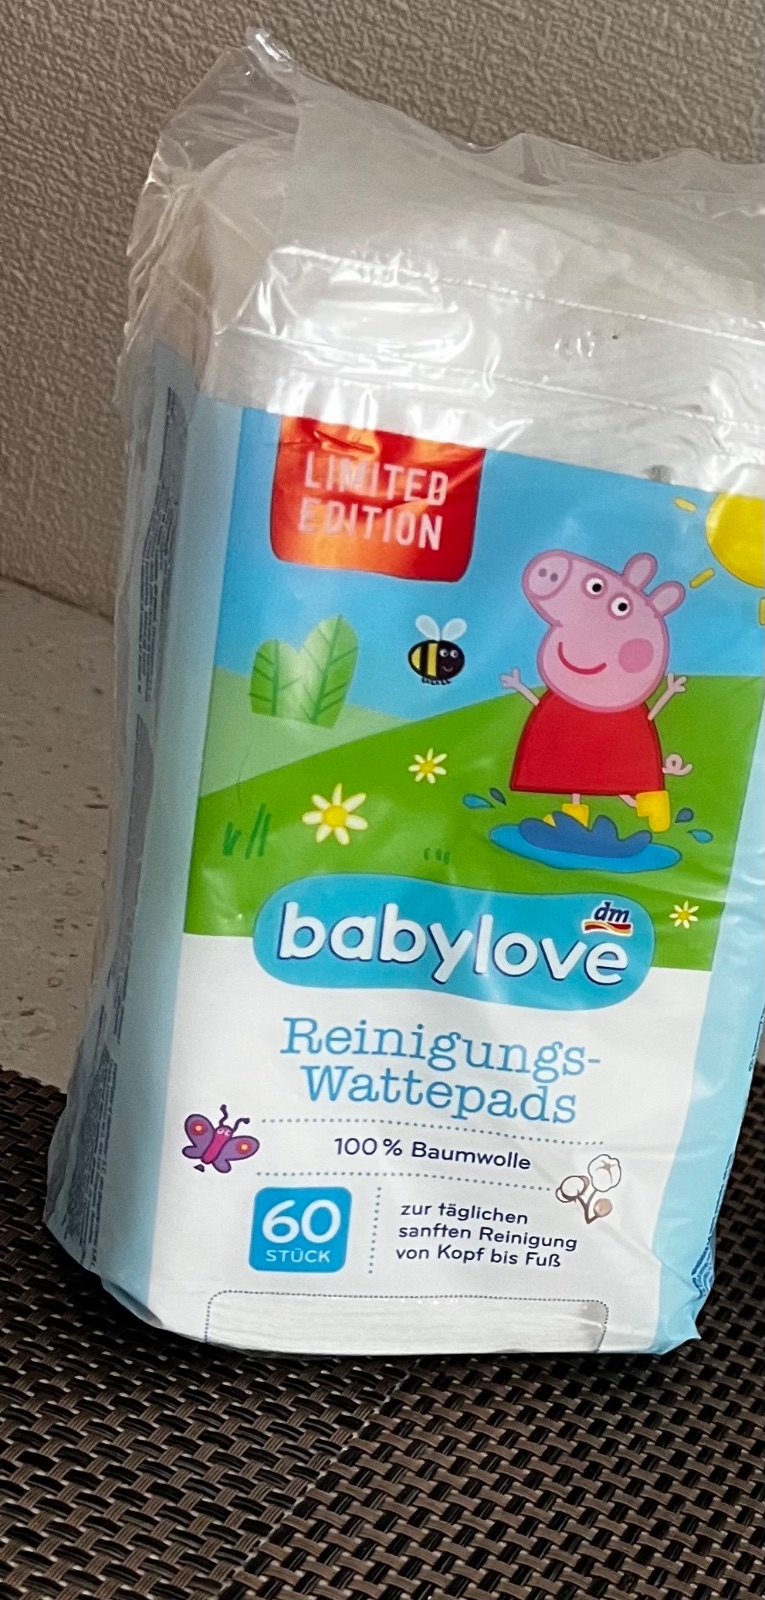 LIMITED
EDITION
dm
babylove
Reinigungs-
Wattepads
100% Baumwolle
60
STÜCK
zur täglichen
sanften Reinigung
von Kopf bis Fuß